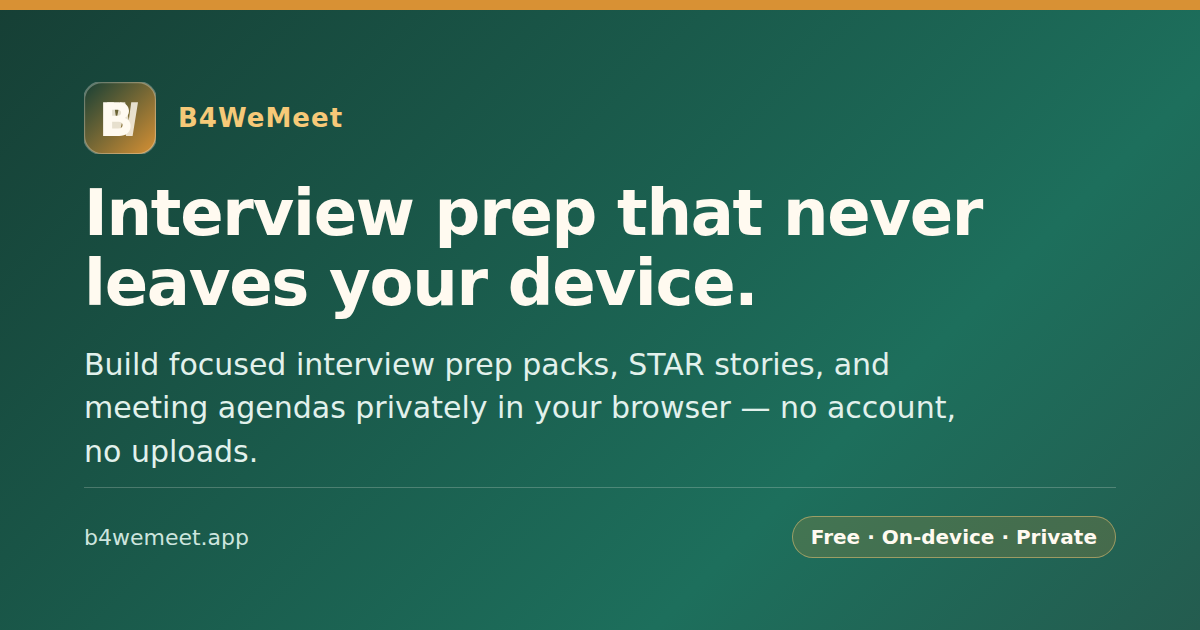 B4WeMeet
Interview prep that never
leaves your device.
Build focused interview prep packs, STAR stories, and
meeting agendas privately in your browser — no account,
no uploads.
b4wemeet.app
Free · On-device · Private